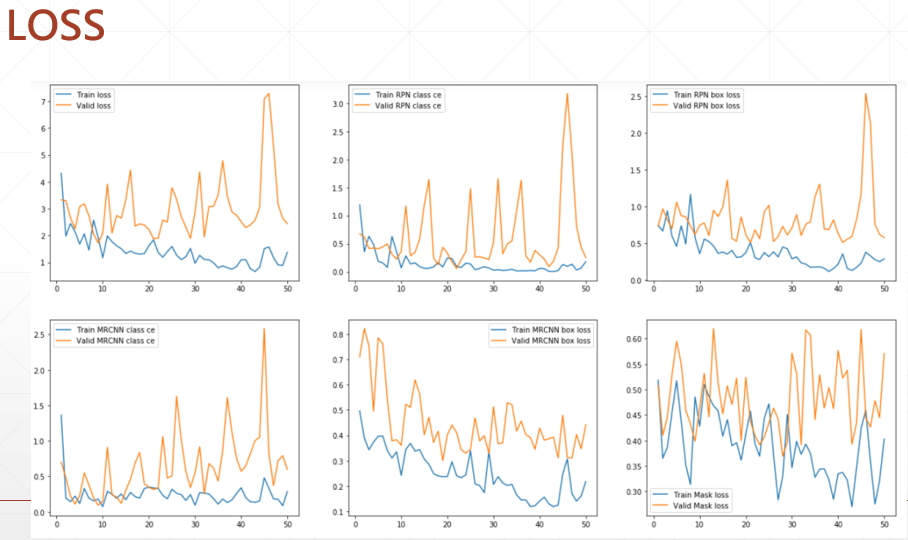 LOSS
Train loss
Valid loss
7
6
5
4
3
2
1
0 10 20 30 40 50
Train RPN class ce
Valid RPN class ce
3.0
2.5
2.0
1.5
1.0
0.5
0.0
0 10 20 30 40 50
Train RPN box loss
Valid RPN box loss
2.5
2.0
1.5
1.0
0.5
0.0
0 10 20 30 40 50
Train MRCNN class ce
Valid MRCNN class ce
2.5
2.0
1.5
1.0
0.5
0.0
0 10 20 30 40 50
Train MRCNN box loss
Valid MRCNN box loss
0.8
0.7
0.6
0.5
0.4
0.3
0.2
0.1
0 10 20 30 40 50
0.60
0.55
0.50
0.45
0.40
0.35
0.30
Train Mask loss
Valid Mask loss
0 10 20 30 40 50